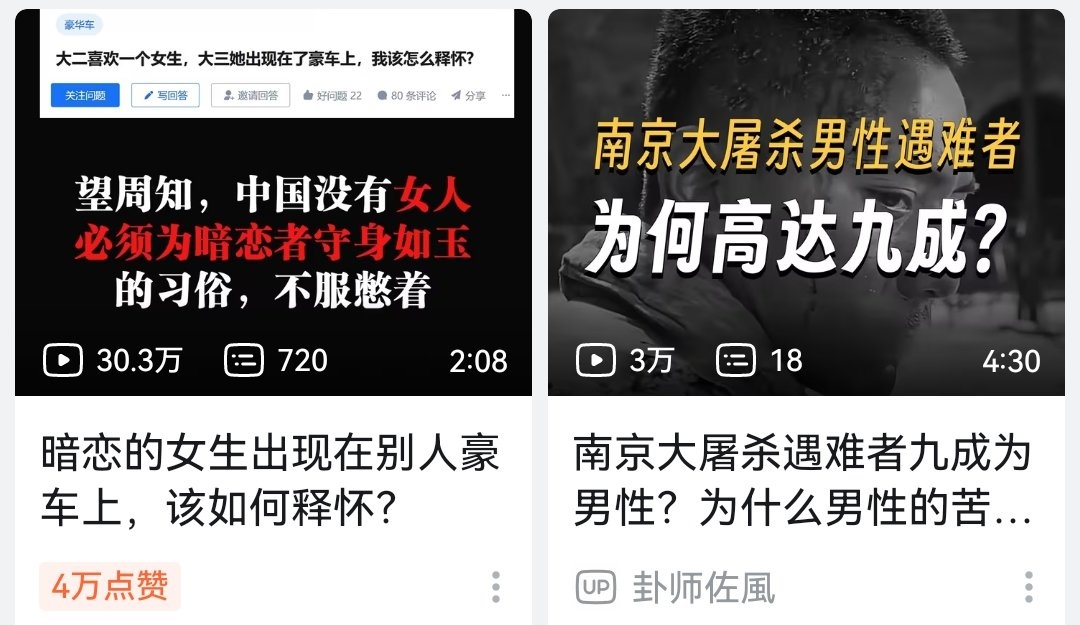 豪华车
大二喜欢一个女生，大三她出现在了豪车上，我该怎么释怀？
关注问题 写回答 邀请回答 好问题 22 80 条评论 分享 ...
望周知，中国没有女人
必须为暗恋者守身如玉
的习俗，不服憋着
30.3万 720 2:08
暗恋的女生出现在别人豪
车上，该如何释怀？
4万点赞
南京大屠杀男性遇难者
为何高达九成？
3万 18 4:30
南京大屠杀遇难者九成为
男性？为什么男性的苦...
UP 卦师佐風